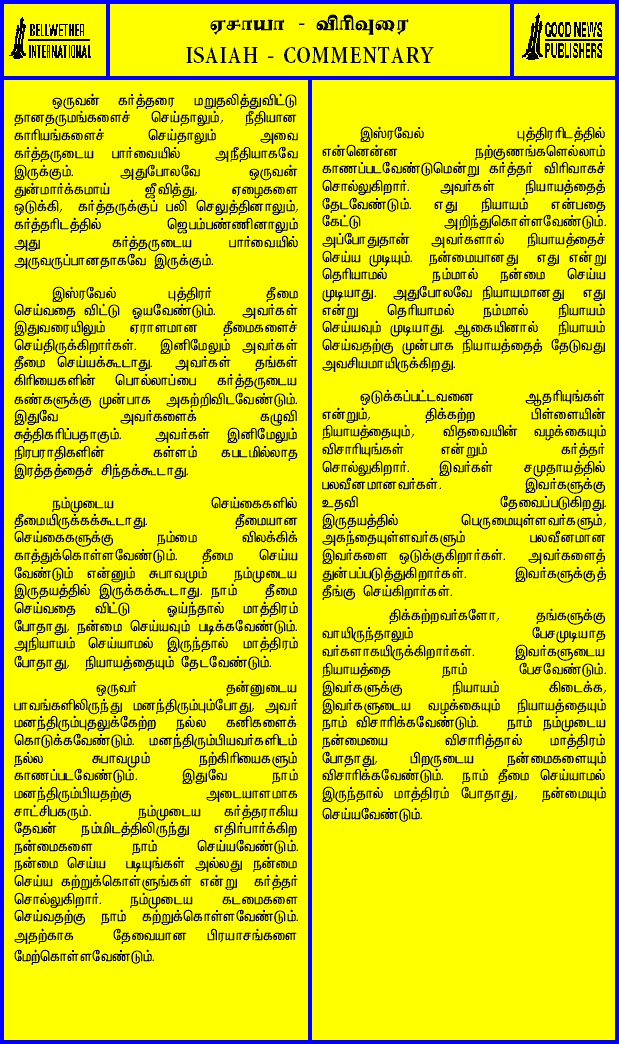 BELLWETHER
INTERNATIONAL
ஏசாயா - விரிவுரை
ISAIAH - COMMENTARY
GOOD NEWS
PUBLISHERS
ஒருவன் கர்த்தரை மறுதலித்துவிட்டு
தானதருமங்களைச் செய்தாலும், நீதியான
காரியங்களைச் செய்தாலும் அவை
கர்த்தருடைய பார்வையில் அநீதியாகவே
இருக்கும். அதுபோலவே ஒருவன்
துன்மார்க்கமாய் ஜீவித்து, ஏழைகளை
ஒடுக்கி, கர்த்தருக்குப் பலி செலுத்தினாலும்,
கர்த்தரிடத்தில் ஜெபம்பண்ணினாலும்
அது கர்த்தருடைய பார்வையில்
அருவருப்பானதாகவே இருக்கும்.
இஸ்ரவேல் புத்திரர் தீமை
செய்வதை விட்டு ஓயவேண்டும். அவர்கள்
இதுவரையிலும் ஏராளமான தீமைகளைச்
செய்திருக்கிறார்கள். இனிமேலும் அவர்கள்
தீமை செய்யக்கூடாது. அவர்கள் தங்கள்
கிரியைகளின் பொல்லாப்பை கர்த்தருடைய
கண்களுக்கு முன்பாக அகற்றிவிடவேண்டும்.
இதுவே அவர்களைக் கழுவி
சுத்திகரிப்பதாகும். அவர்கள் இனிமேலும்
நிரபராதிகளின் கள்ளம் கபடமில்லாத
இரத்தத்தைச் சிந்தக்கூடாது.
நம்முடைய செய்கைகளில்
தீமையிருக்கக்கூடாது. தீமையான
செய்கைகளுக்கு நம்மை விலக்கிக்
காத்துக்கொள்ளவேண்டும். தீமை செய்ய
வேண்டும் என்னும் சுபாவமும் நம்முடைய
இருதயத்தில் இருக்கக்கூடாது. நாம் தீமை
செய்வதை விட்டு ஓய்ந்தால் மாத்திரம்
போதாது, நன்மை செய்யவும் படிக்கவேண்டும்.
அநியாயம் செய்யாமல் இருந்தால் மாத்திரம்
போதாது, நியாயத்தையும் தேடவேண்டும்.
ஒருவர் தன்னுடைய
பாவங்களிலிருந்து மனந்திரும்பும்போது, அவர்
மனந்திரும்புதலுக்கேற்ற நல்ல கனிகளைக்
கொடுக்கவேண்டும். மனந்திரும்பியவர்களிடம்
நல்ல சுபாவமும் நற்கிரியைகளும்
காணப்படவேண்டும். இதுவே நாம்
மனந்திரும்பியதற்கு அடையாளமாக
சாட்சிபகரும். நம்முடைய கர்த்தராகிய
தேவன் நம்மிடத்திலிருந்து எதிர்பார்க்கிற
நன்மைகளை நாம் செய்யவேண்டும்.
நன்மை செய்ய படியுங்கள் அல்லது நன்மை
செய்ய கற்றுக்கொள்ளுங்கள் என்று கர்த்தர்
சொல்லுகிறார். நம்முடைய கடமைகளை
செய்வதற்கு நாம் கற்றுக்கொள்ளவேண்டும்.
அதற்காக தேவையான பிரயாசங்களை
மேற்கொள்ளவேண்டும்.
இஸ்ரவேல் புத்திரரிடத்தில்
என்னென்ன நற்குணங்களெல்லாம்
காணப்படவேண்டுமென்று கர்த்தர் விரிவாகச்
சொல்லுகிறார். அவர்கள் நியாயத்தைத்
தேடவேண்டும். எது நியாயம் என்பதை
கேட்டு அறிந்துகொள்ளவேண்டும்.
அப்போதுதான் அவர்களால் நியாயத்தைச்
செய்ய முடியும். நன்மையானது எது என்று
தெரியாமல் நம்மால் நன்மை செய்ய
முடியாது. அதுபோலவே நியாயமானது எது
என்று தெரியாமல் நம்மால் நியாயம்
செய்யவும் முடியாது. ஆகையினால் நியாயம்
செய்வதற்கு முன்பாக நியாயத்தைத் தேடுவது
அவசியமாயிருக்கிறது.
ஒடுக்கப்பட்டவனை ஆதரியுங்கள்
என்றும், திக்கற்ற பிள்ளையின்
நியாயத்தையும், விதவையின் வழக்கையும்
விசாரியுங்கள் என்றும் கர்த்தர்
சொல்லுகிறார். இவர்கள் சமுதாயத்தில்
பலவீனமானவர்கள். இவர்களுக்கு
உதவி தேவைப்படுகிறது.
இருதயத்தில் பெருமையுள்ளவர்களும்,
அகந்தையுள்ளவர்களும் பலவீனமான
இவர்களை ஒடுக்குகிறார்கள். அவர்களைத்
துன்பப்படுத்துகிறார்கள். இவர்களுக்குத்
தீங்கு செய்கிறார்கள்.
திக்கற்றவர்களோ, தங்களுக்கு
வாயிருந்தாலும் பேசமுடியாத
வர்களாகயிருக்கிறார்கள். இவர்களுடைய
நியாயத்தை நாம் பேசவேண்டும்.
இவர்களுக்கு நியாயம் கிடைக்க,
இவர்களுடைய வழக்கையும் நியாயத்தையும்
நாம் விசாரிக்கவேண்டும். நாம் நம்முடைய
நன்மையை விசாரித்தால் மாத்திரம்
போதாது, பிறருடைய நன்மைகளையும்
விசாரிக்கவேண்டும். நாம் தீமை செய்யாமல்
இருந்தால் மாத்திரம் போதாது, நன்மையும்
செய்யவேண்டும்.